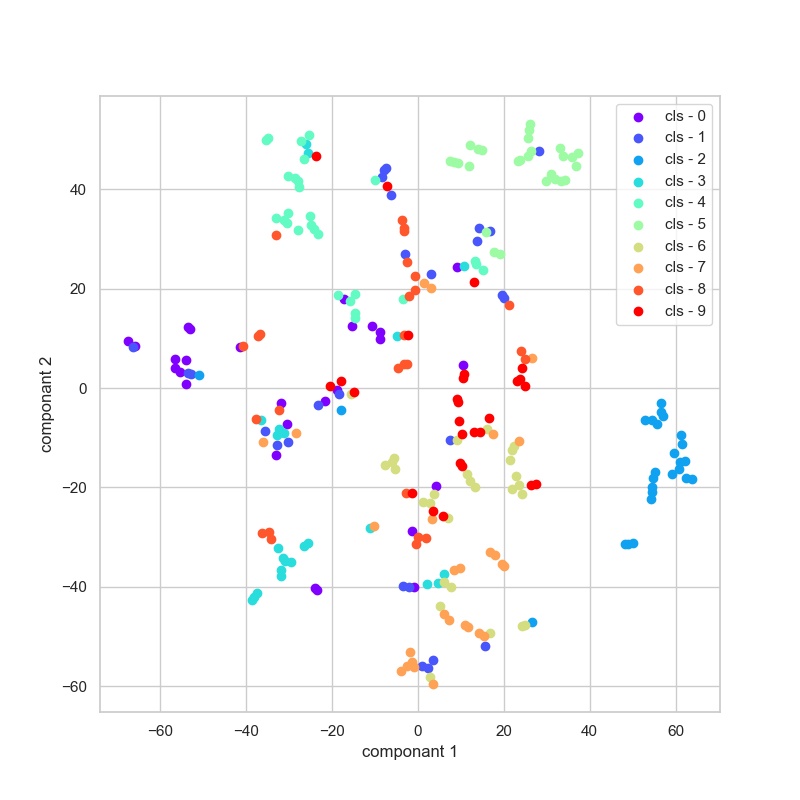 cls - 0
cls - 1
cls - 2
cls - 3
cls - 4
cls - 5
cls - 6
cls - 7
cls - 8
cls - 9
40
20
0
−20
−40
−60
−60 −40 −20 0 20 40 60
componant 2
componant 1